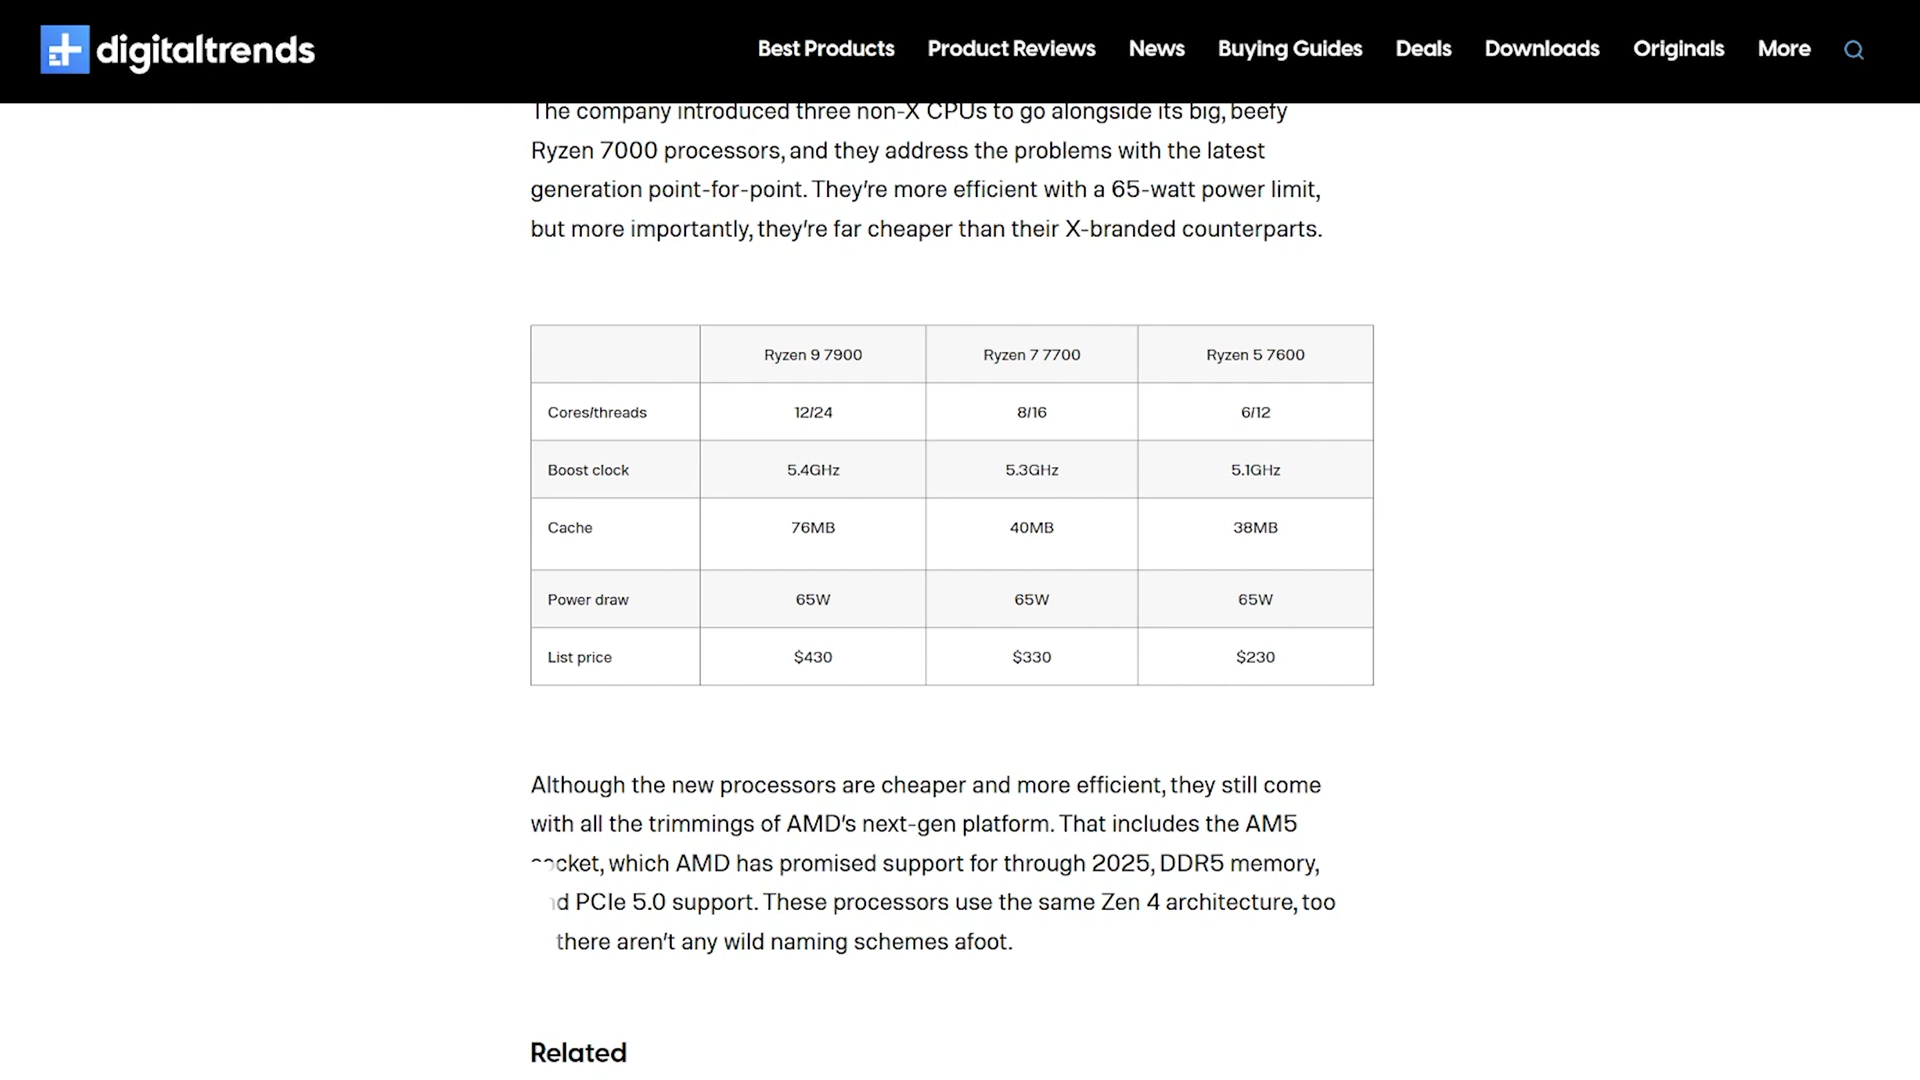 digitaltrends
Best Products Product Reviews News Buying Guides Deals Downloads Originals More
The company introduced three non-X CPUs to go alongside its big, beefy
Ryzen 7000 processors, and they address the problems with the latest
generation point-for-point. They're more efficient with a 65-watt power limit,
but more importantly, they're far cheaper than their X-branded counterparts.
Ryzen 9 7900 Ryzen 7 7700 Ryzen 5 7600
Cores/threads 12/24 8/16 6/12
Boost clock 5.4GHz 5.3GHz 5.1GHz
Cache 76MB 40MB 38MB
Power draw 65W 65W 65W
List price $430 $330 $230
Although the new processors are cheaper and more efficient, they still come
with all the trimmings of AMD's next-gen platform. That includes the AM5
which AMD has promised support for through 2025, DDR5 memory,
PCIe 5.0 support. These processors use the same Zen 4 architecture, too
there aren't any wild naming schemes afoot.
Related